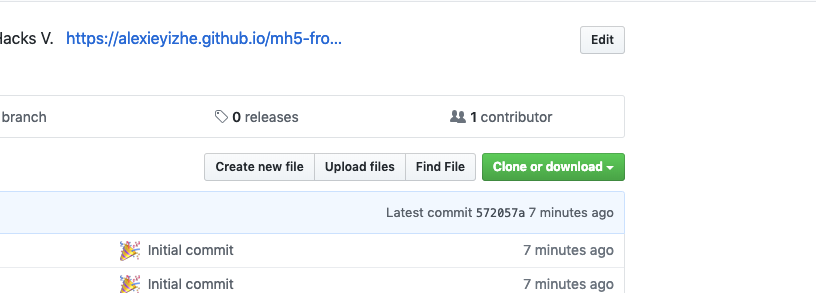 Hacks V. https://alexieyizhe.github.io/mh5-fro... Edit
branch 0 releases 1 contributor
Create new file Upload files Find File Clone or download
Latest commit 572057a 7 minutes ago
Initial commit 7 minutes ago
Initial commit 7 minutes ago